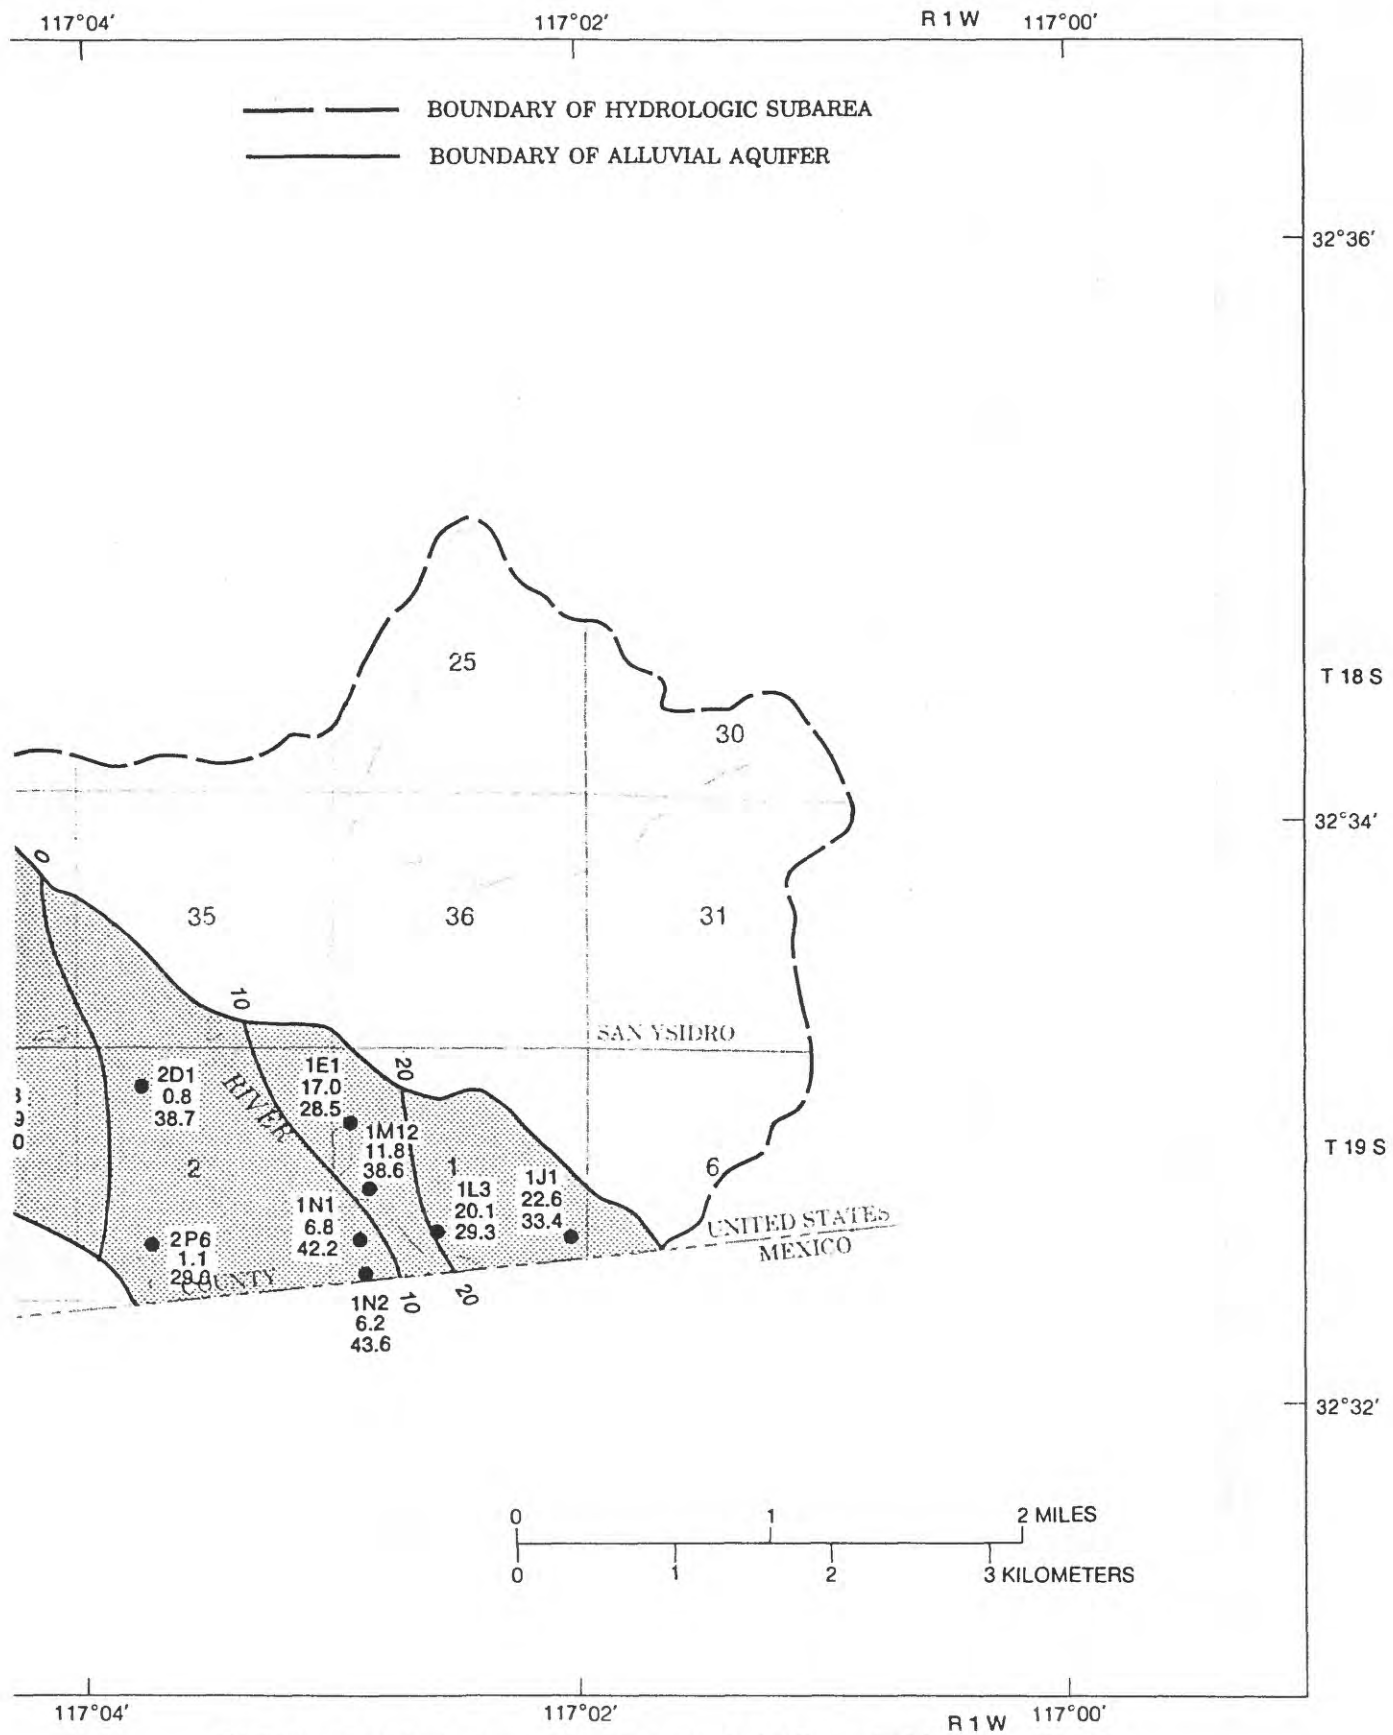 117°04′ 117°02′ R 1 W 117°00′
BOUNDARY OF HYDROLOGIC SUBAREA
BOUNDARY OF ALLUVIAL AQUIFER
32°36′
25
T 18 S
30
32°34′
0
35 36 31
10
SAN YSIDRO
20
1E1
17.0
28.5
2D1
0.8
38.7
RIVER
9
0
1M12
11.8
38.6
T 19 S
2
1
6
1L3
20.1
29.3
1J1
22.6
33.4
1N1
6.8
42.2
UNITED STATES
MEXICO
2P6
1.1
29.0
COUNTY
10
20
1N2
6.2
43.6
32°32′
0 1 2 MILES
0 1 2 3 KILOMETERS
117°04′ 117°02′ R 1 W 117°00′